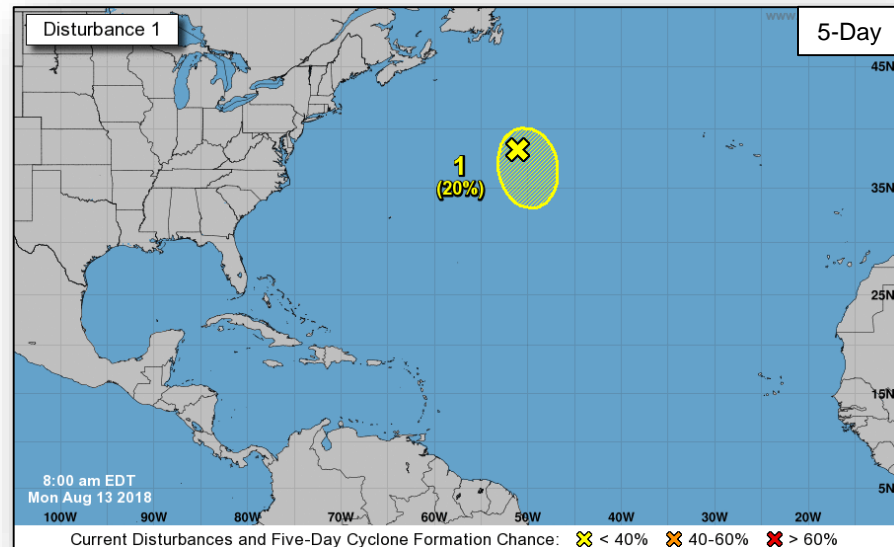 Disturbance 1
www
5-Day
45N
1
(20%)
35N
25N
15N
8:00 am EDT
Mon Aug 13 2018
5N
100W 90W 80W 70W 60W 50W 40W 30W 20W
Current Disturbances and Five-Day Cyclone Formation Chance: < 40% 40-60% > 60%